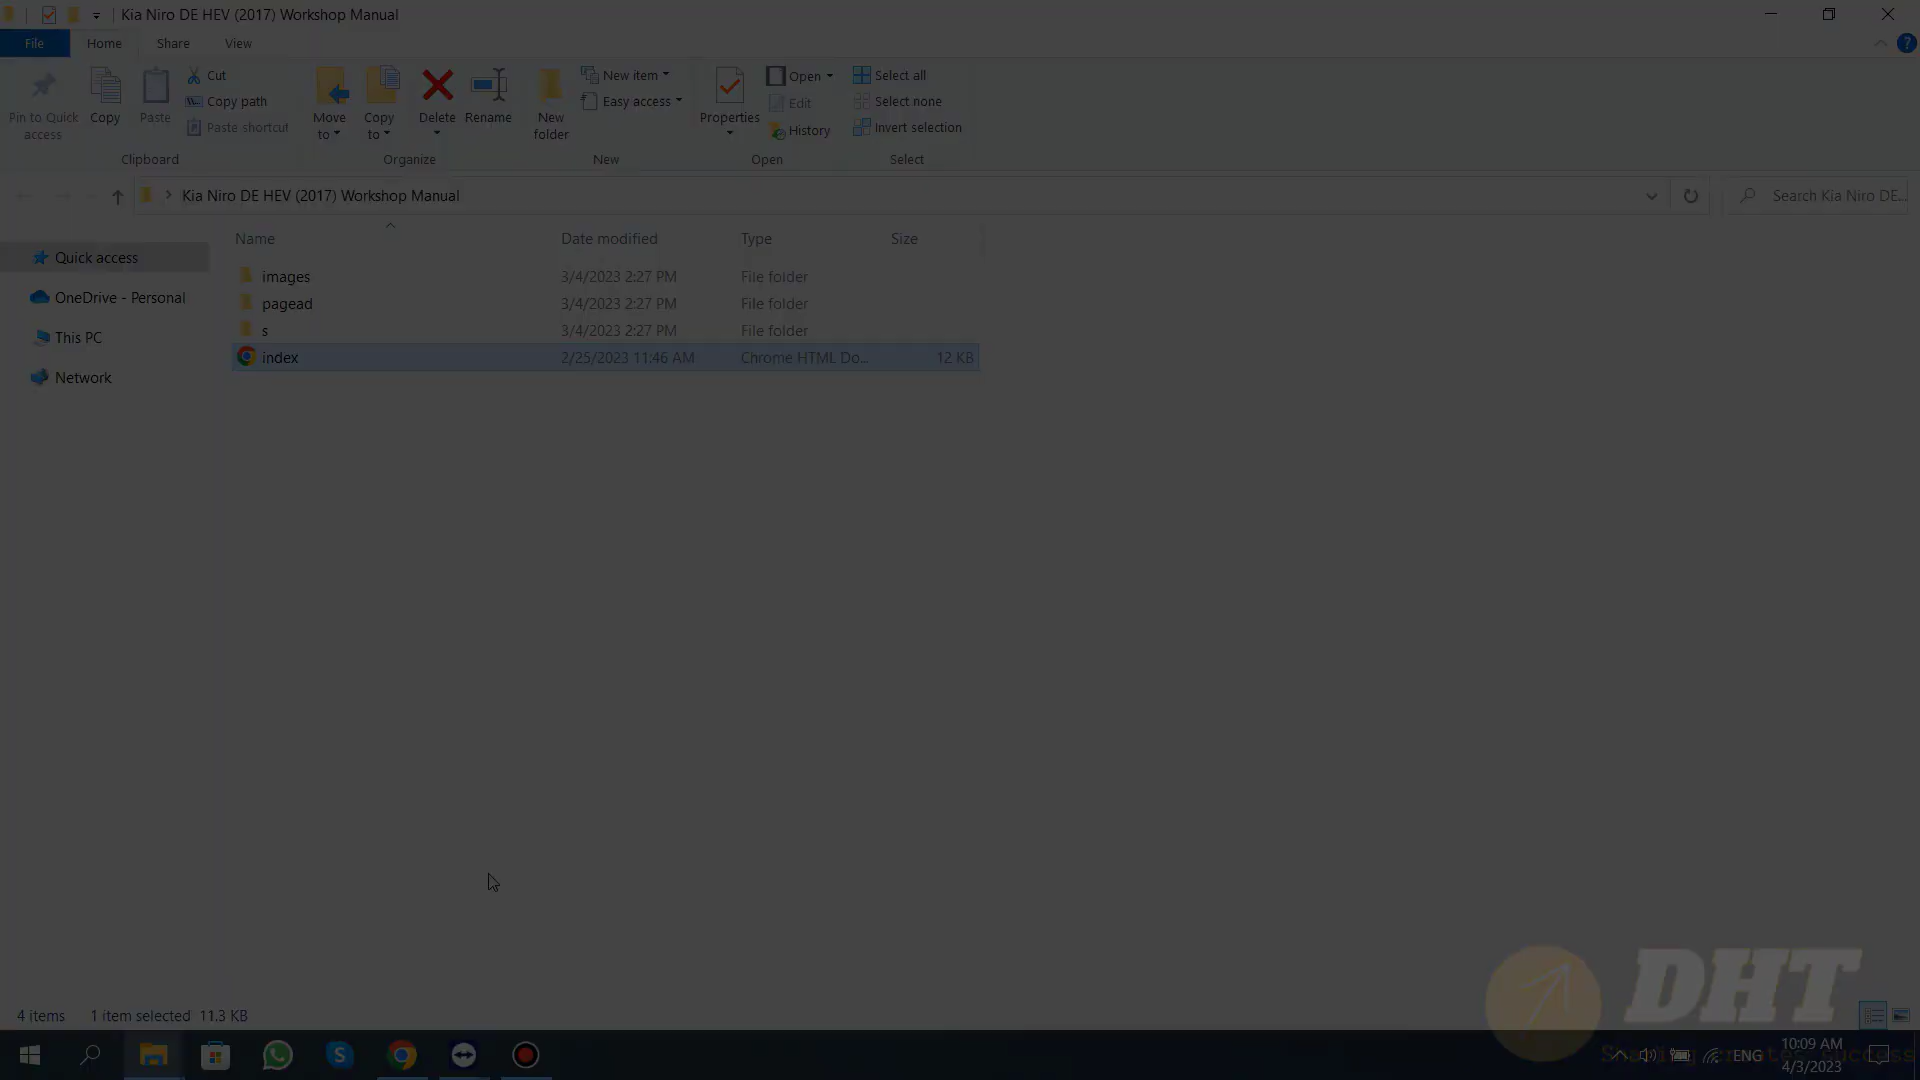 Kia Niro DE HEV (2017) Workshop Manual
File Home Share View
Pin to Quick access
Copy
Paste
Cut
Copy path
Paste shortcut
Clipboard
Move to
Copy to
Delete
Rename
Organize
New folder
New item
Easy access
New
Properties
Open
Edit
History
Open
Select all
Select none
Invert selection
Select
Kia Niro DE HEV (2017) Workshop Manual
Search Kia Niro DE...
Quick access
OneDrive - Personal
This PC
Network
Name Date modified Type Size
images 3/4/2023 2:27 PM File folder
pagead 3/4/2023 2:27 PM File folder
s 3/4/2023 2:27 PM File folder
index 2/25/2023 11:46 AM Chrome HTML Do... 12 KB
DHT
4 items 1 item selected 11.3 KB
ENG
10:09 AM
4/3/2023